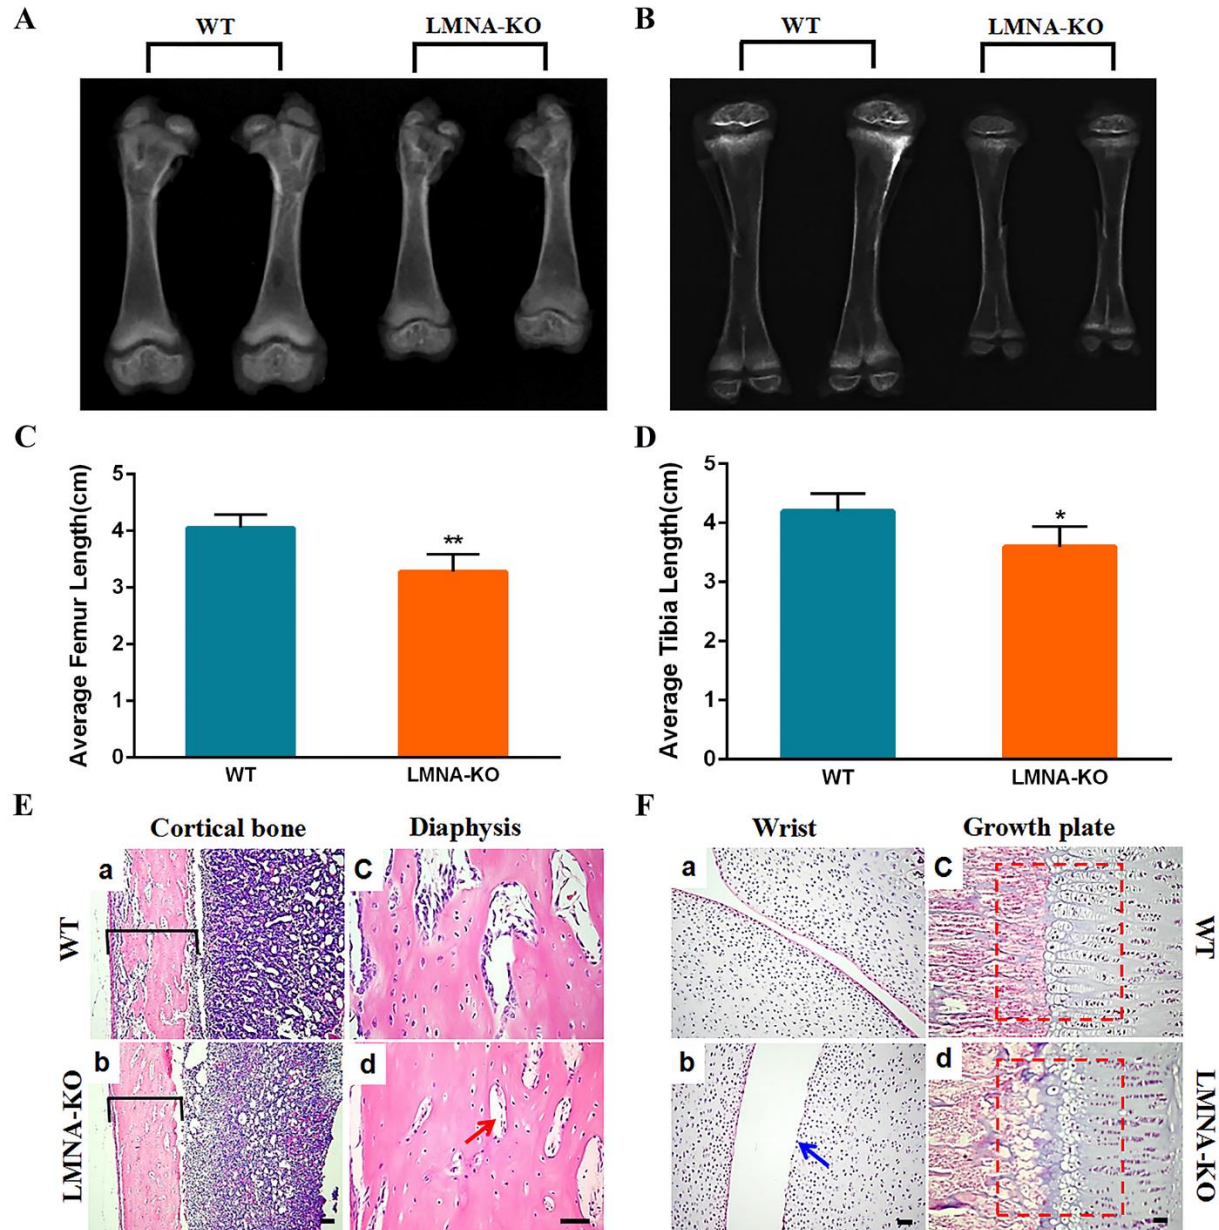 A
WT
LMNA-KO
B
WT
LMNA-KO
C
Average Femur Length(cm)
5
4
3
2
1
0
**
WT
LMNA-KO
D
Average Tibia Length(cm)
5
4
3
2
1
0
*
WT
LMNA-KO
E
Cortical bone
Diaphysis
WT
a
c
LMNA-KO
b
d
F
Wrist
Growth plate
a
c
WT
b
d
LMNA-KO